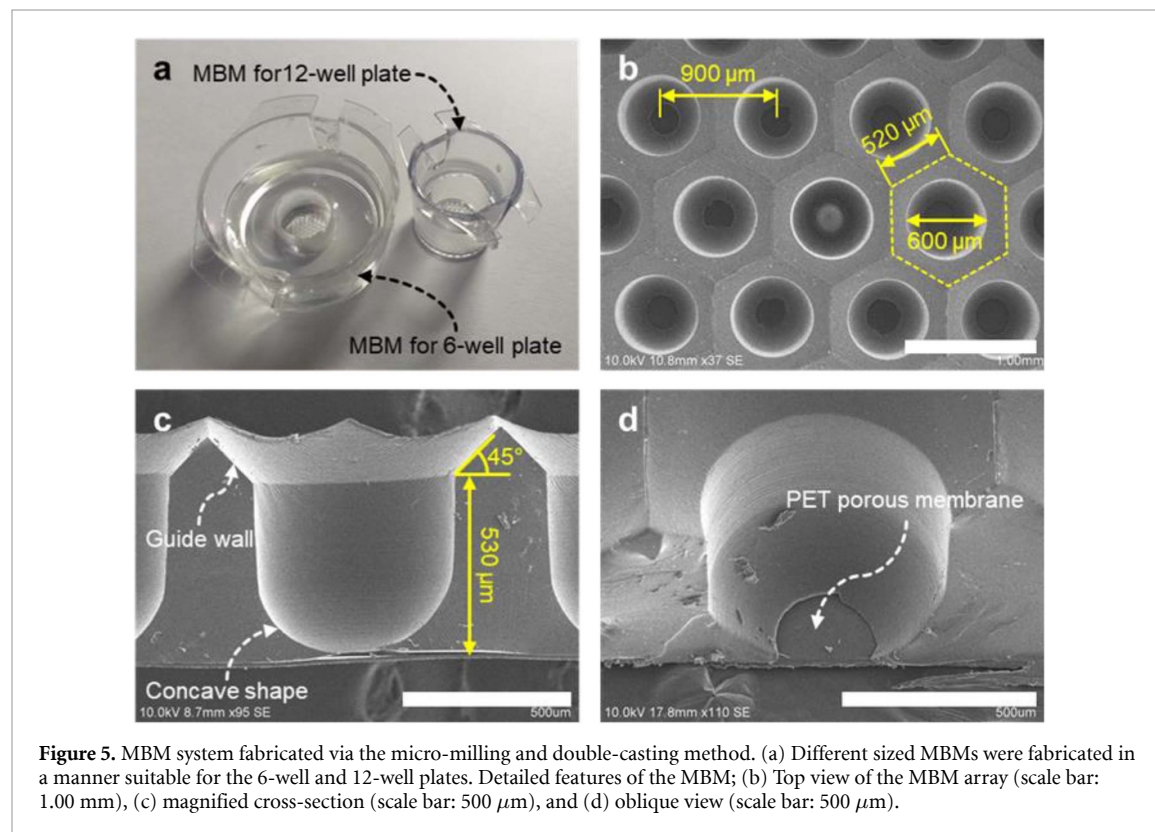 a
MBM for12-well plate
MBM for 6-well plate
b
900 µm
520 µm
600 µm
10.0kV 10.8mm x37 SE
1.00mm
c
45°
Guide wall
530 µm
Concave shape
10.0kV 8.7mm x95 SE
500um
d
PET porous membrane
10.0kV 17.8mm x110 SE
500um
Figure 5. MBM system fabricated via the micro-milling and double-casting method. (a) Different sized MBMs were fabricated in
a manner suitable for the 6-well and 12-well plates. Detailed features of the MBM; (b) Top view of the MBM array (scale bar:
1.00 mm), (c) magnified cross-section (scale bar: 500 μm), and (d) oblique view (scale bar: 500 μm).